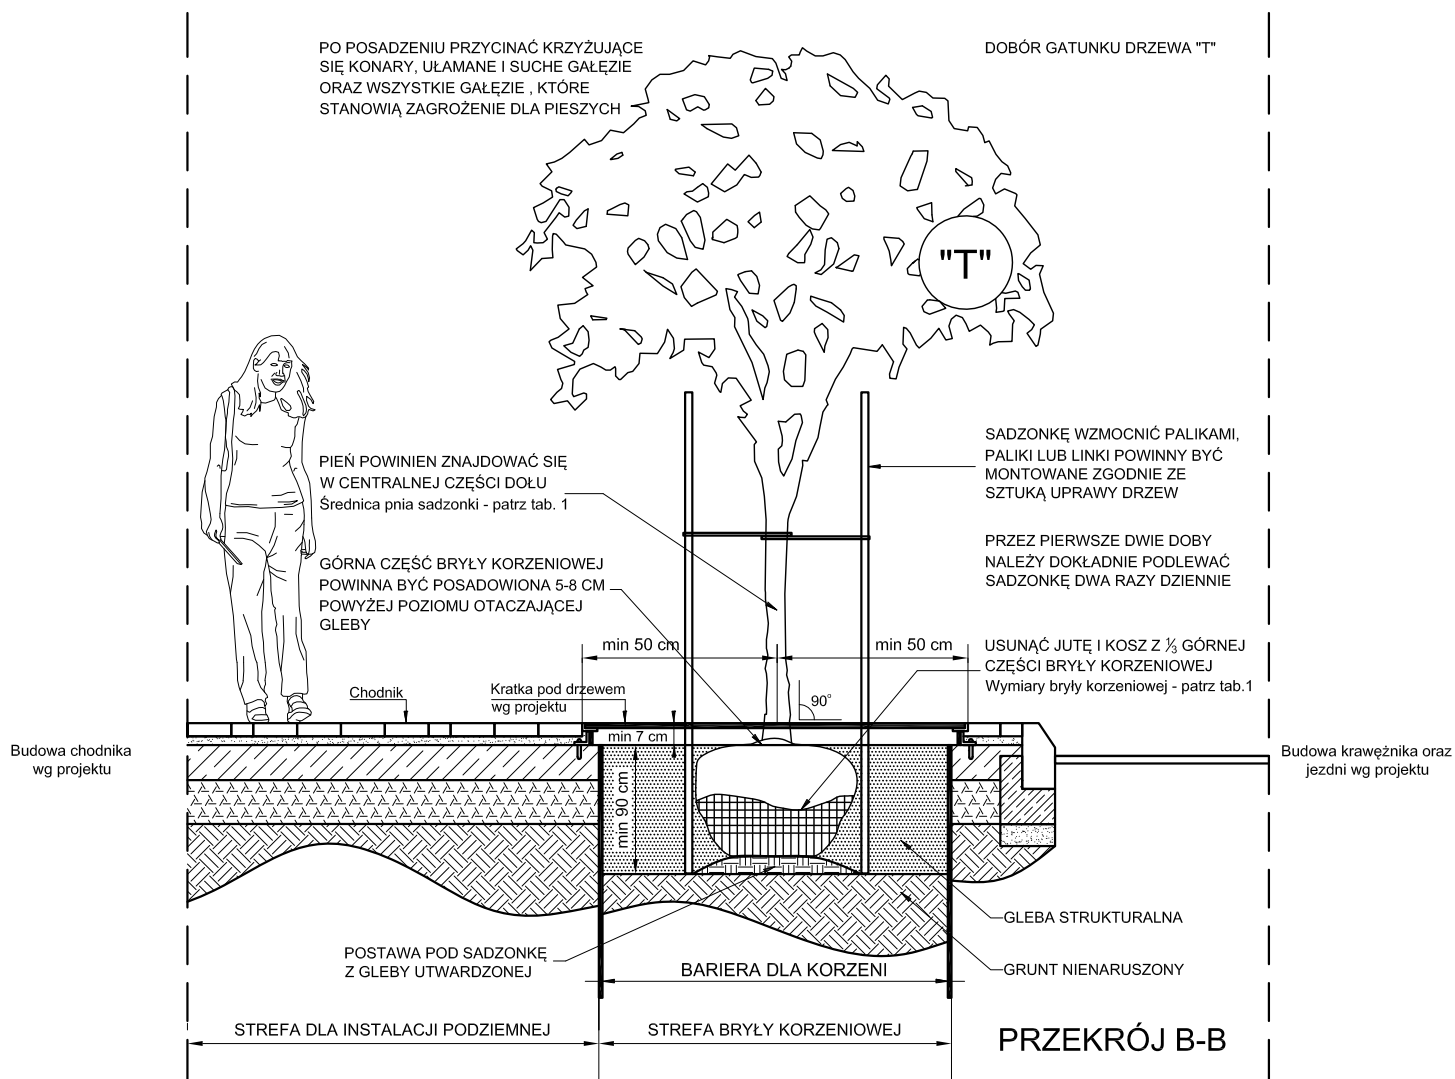 PO POSADZENIU PRZYCINAĆ KRZYŻUJĄCE
SIĘ KONARY, UŁAMANE I SUCHE GAŁĘZIE
ORAZ WSZYSTKIE GAŁĘZIE , KTÓRE
STANOWIĄ ZAGROŻENIE DLA PIESZYCH
DOBÓR GATUNKU DRZEWA "T"
"T"
PIEŃ POWINIEN ZNAJDOWAĆ SIĘ
W CENTRALNEJ CZĘŚCI DOŁU
Średnica pnia sadzonki - patrz tab. 1
SADZONKĘ WZMOCNIĆ PALIKAMI,
PALIKI LUB LINKI POWINNY BYĆ
MONTOWANE ZGODNIE ZE
SZTUKĄ UPRAWY DRZEW
GÓRNA CZĘŚĆ BRYŁY KORZENIOWEJ
POWINNA BYĆ POSADOWIONA 5-8 CM
POWYŻEJ POZIOMU OTACZAJĄCEJ
GLEBY
PRZEZ PIERWSZE DWIE DOBY
NALEŻY DOKŁADNIE PODLEWAĆ
SADZONKĘ DWA RAZY DZIENNIE
min 50 cm
min 50 cm
USUNĄĆ JUTĘ I KOSZ Z ⅓ GÓRNEJ
CZĘŚCI BRYŁY KORZENIOWEJ
Wymiary bryły korzeniowej - patrz tab.1
Chodnik
Kratka pod drzewem
wg projektu
90°
min 7 cm
Budowa chodnika
wg projektu
Budowa krawężnika oraz
jezdni wg projektu
min 90 cm
GLEBA STRUKTURALNA
POSTAWA POD SADZONKĘ
Z GLEBY UTWARDZONEJ
BARIERA DLA KORZENI
GRUNT NIENARUSZONY
STREFA DLA INSTALACJI PODZIEMNEJ
STREFA BRYŁY KORZENIOWEJ
PRZEKRÓJ B-B